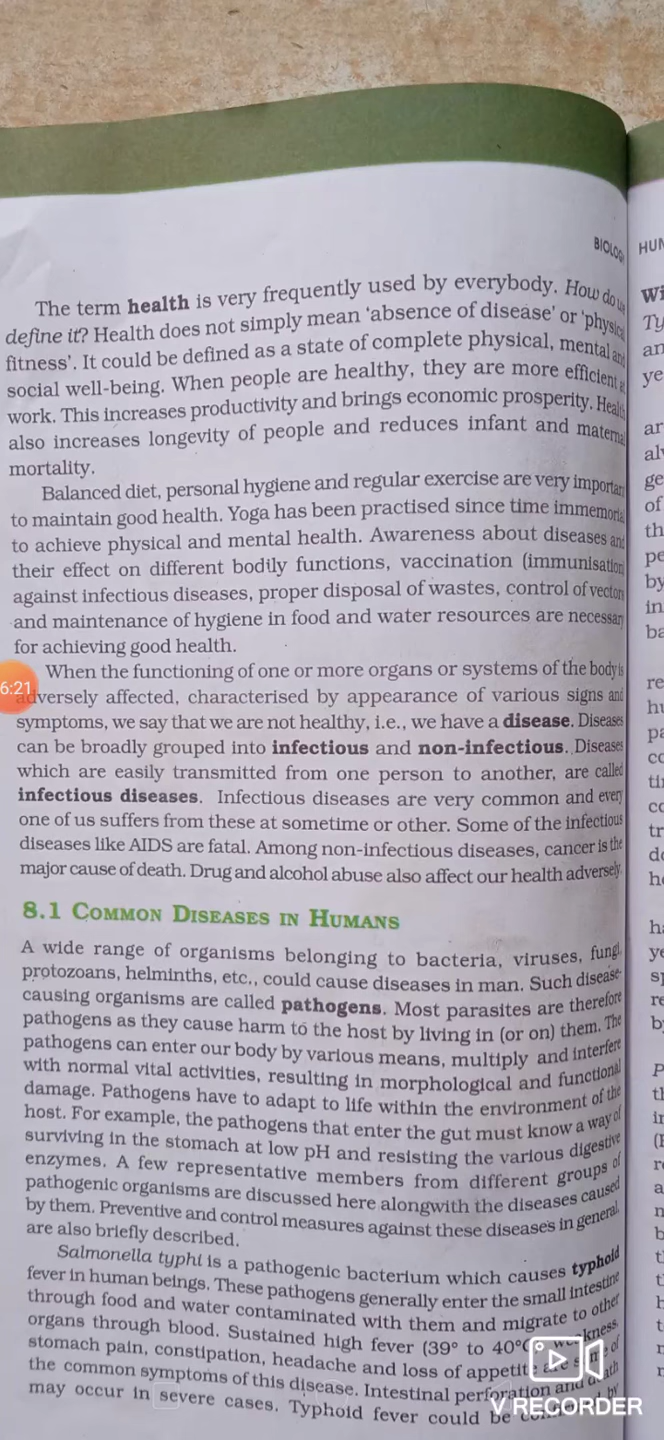 BIOLOGY
The term health is very frequently used by everybody. How do we
define it? Health does not simply mean 'absence of disease' or 'physical
fitness'. It could be defined as a state of complete physical, mental and
social well-being. When people are healthy, they are more efficient at
work. This increases productivity and brings economic prosperity. Health
also increases longevity of people and reduces infant and maternal
mortality.
Balanced diet, personal hygiene and regular exercise are very important
to maintain good health. Yoga has been practised since time immemorial
to achieve physical and mental health. Awareness about diseases and
their effect on different bodily functions, vaccination (immunisation)
against infectious diseases, proper disposal of wastes, control of vectors
and maintenance of hygiene in food and water resources are necessary
for achieving good health.
When the functioning of one or more organs or systems of the body is
adversely affected, characterised by appearance of various signs and
symptoms, we say that we are not healthy, i.e., we have a disease. Diseases
can be broadly grouped into infectious and non-infectious. Diseases
which are easily transmitted from one person to another, are called
infectious diseases. Infectious diseases are very common and every
one of us suffers from these at sometime or other. Some of the infectious
diseases like AIDS are fatal. Among non-infectious diseases, cancer is the
major cause of death. Drug and alcohol abuse also affect our health adversely.
8.1 COMMON DISEASES IN HUMANS
A wide range of organisms belonging to bacteria, viruses, fungi,
protozoans, helminths, etc., could cause diseases in man. Such disease-
causing organisms are called pathogens. Most parasites are therefore
pathogens as they cause harm to the host by living in (or on) them. The
pathogens can enter our body by various means, multiply and interfere
with normal vital activities, resulting in morphological and functional
damage. Pathogens have to adapt to life within the environment of the
host. For example, the pathogens that enter the gut must know a way of
surviving in the stomach at low pH and resisting the various digestive
enzymes. A few representative members from different groups of
pathogenic organisms are discussed here alongwith the diseases caused
by them. Preventive and control measures against these diseases in general,
are also briefly described.
Salmonella typhi is a pathogenic bacterium which causes typhoid
fever in human beings. These pathogens generally enter the small intestine
through food and water contaminated with them and migrate to other
organs through blood. Sustained high fever (39° to 40°C), weakness,
stomach pain, constipation, headache and loss of appetite are some of
the common symptoms of this disease. Intestinal perforation and death
may occur in severe cases. Typhoid fever could be
6:21
V RECORDER